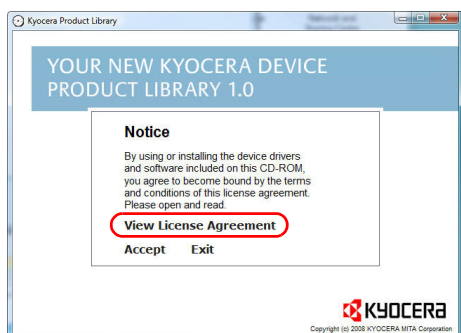 Kyocera Product Library
YOUR NEW KYOCERA DEVICE
PRODUCT LIBRARY 1.0
Notice
By using or installing the device drivers
and software included on this CD-ROM,
you agree to become bound by the terms
and conditions of this license agreement.
Please open and read.
View License Agreement
Accept Exit
KYOCERA
Copyright (c) 2008 KYOCERA MITA Corporation